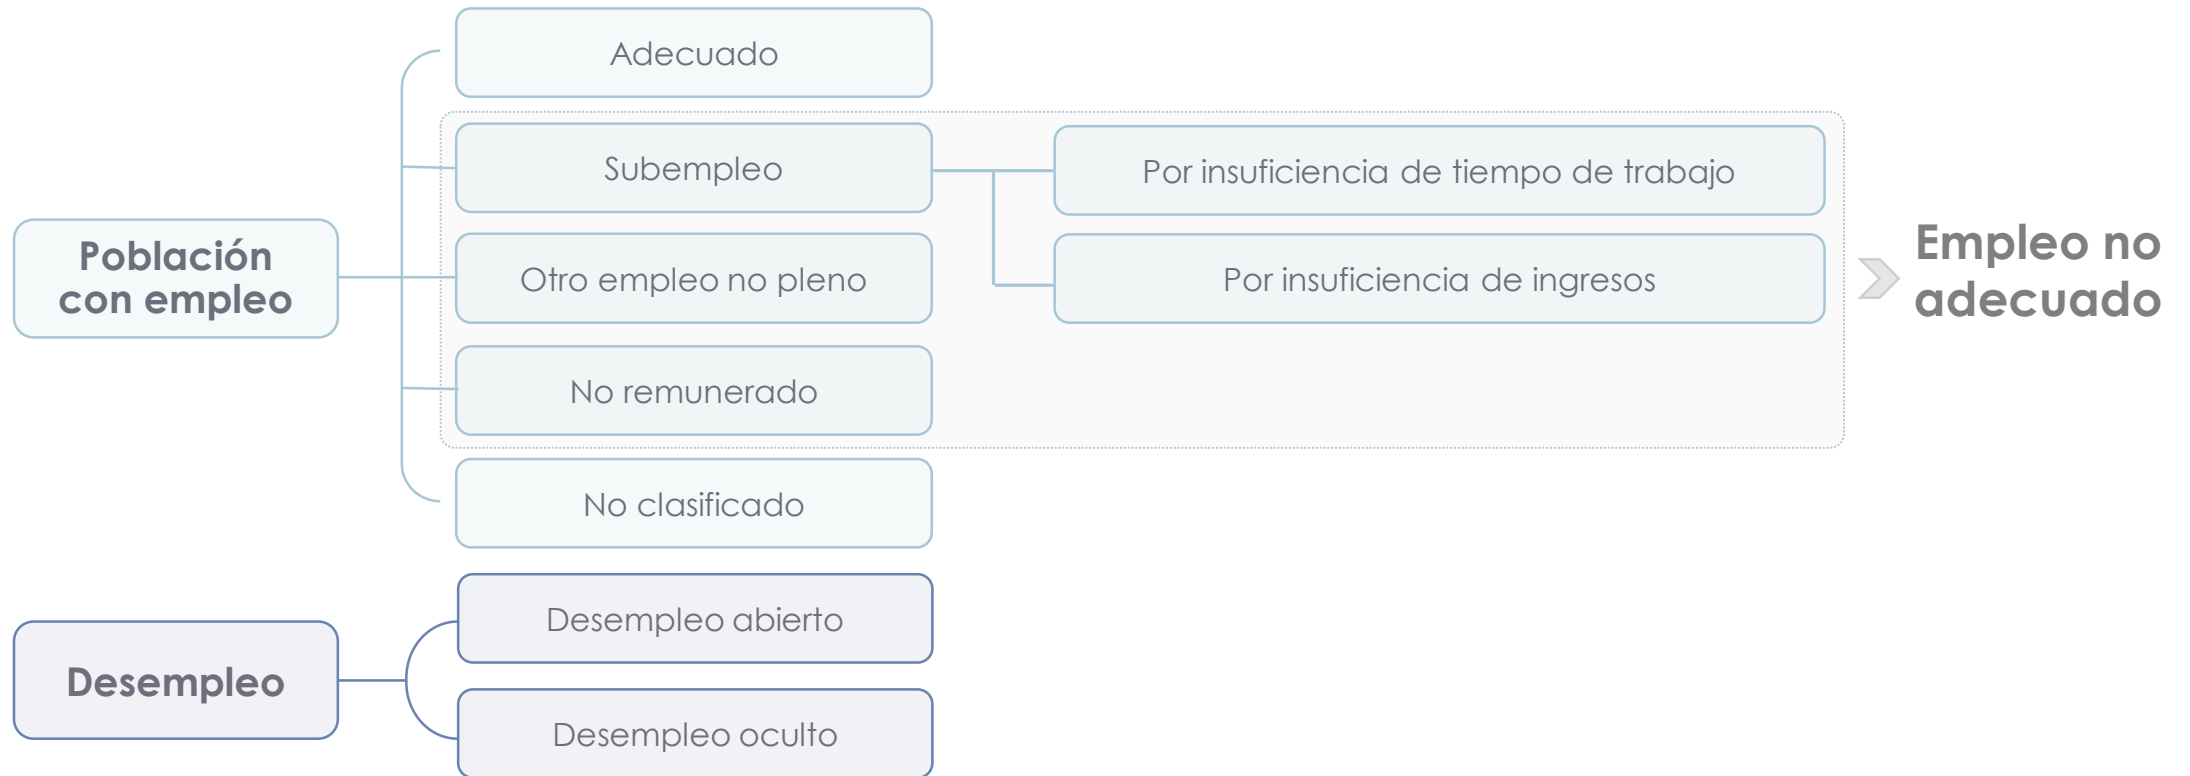 Adecuado
Subempleo
Por insuficiencia de tiempo de trabajo
Población
con empleo
Otro empleo no pleno
Por insuficiencia de ingresos
Empleo no
adecuado
No remunerado
No clasificado
Desempleo
Desempleo abierto
Desempleo oculto